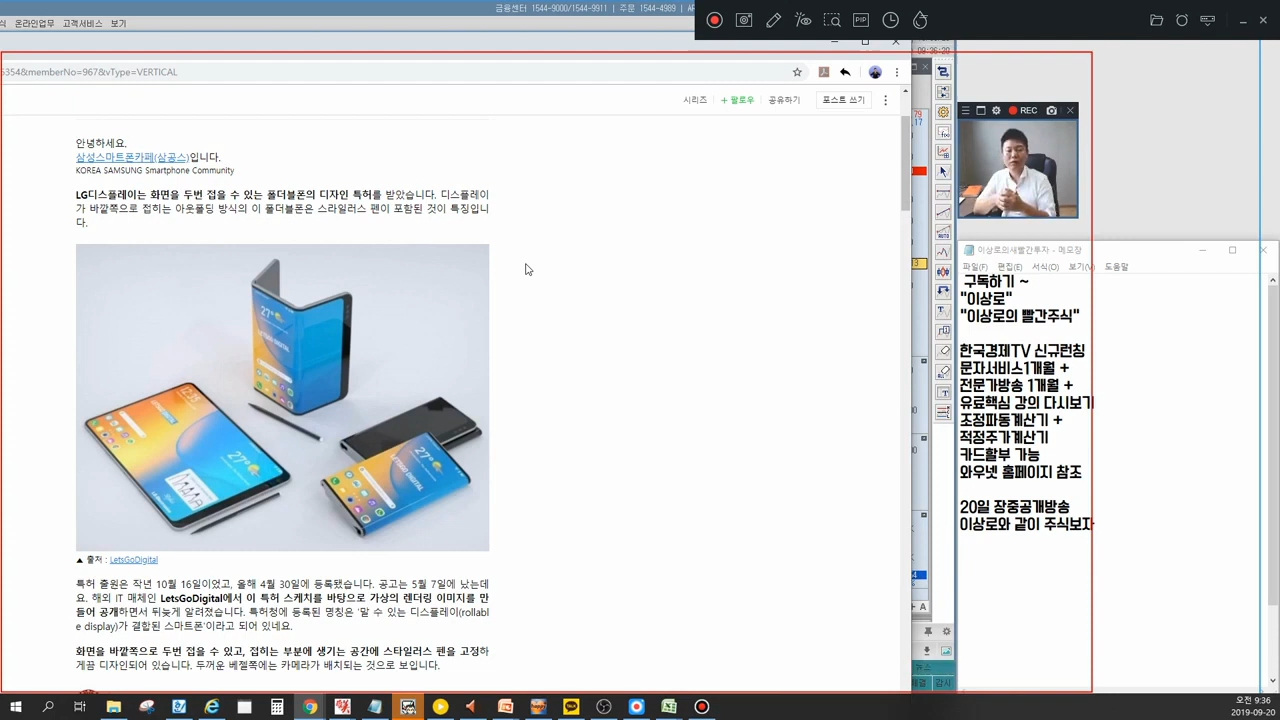 금융센터 1544-9000/1544-9911 | 주문 1544-4989
온라인업무 고객서비스 보기
PIP
5354&memberNo=967&vType=VERTICAL
시리즈 + 팔로우 공유하기 포스트 쓰기
안녕하세요.
삼성스마트폰카페(삼공스)입니다.
KOREA SAMSUNG Smartphone Community
LG디스플레이는 화면을 두번 접을 수 있는 폴더블폰의 디자인 특허를 받았습니다. 디스플레이
가 바깥쪽으로 접히는 아웃폴딩 방식의 이 폴더블폰은 스타일러스 펜이 포함된 것이 특징입니
다.
▲ 출처 : LetsGoDigital
특허 출원은 작년 10월 16일이었고, 올해 4월 30일에 등록됐습니다. 공고는 5월 7일에 났는데
요. 해외 IT 매체인 LetsGoDigital에서 이 특허 스케치를 바탕으로 가상의 렌더링 이미지를 만
들어 공개하면서 뒤늦게 알려졌습니다. 특허청에 등록된 명칭은 '말 수 있는 디스플레이(rollabl
e display)가 결합된 스마트폰'이라고 되어 있네요.
화면을 바깥쪽으로 두번 접을 수 있고, 접히는 부분에 생기는 공간에 스타일러스 펜을 고정하
게끔 디자인되어 있습니다. 두꺼운 베젤쪽에는 카메라가 배치되는 것으로 보입니다.
REC
이상로의새빨간투자 - 메모장
파일(F) 편집(E) 서식(O) 보기(V) 도움말
구독하기 ~
"이상로"
"이상로의 빨간주식"
한국경제TV 신규런칭
문자서비스1개월 +
전문가방송 1개월 +
유료핵심 강의 다시보기
조정파동계산기 +
적정주가계산기
카드할부 가능
와우넷 홈페이지 참조
20일 장중공개방송
이상로와 같이 주식보자
오전 9:36
2019-09-20